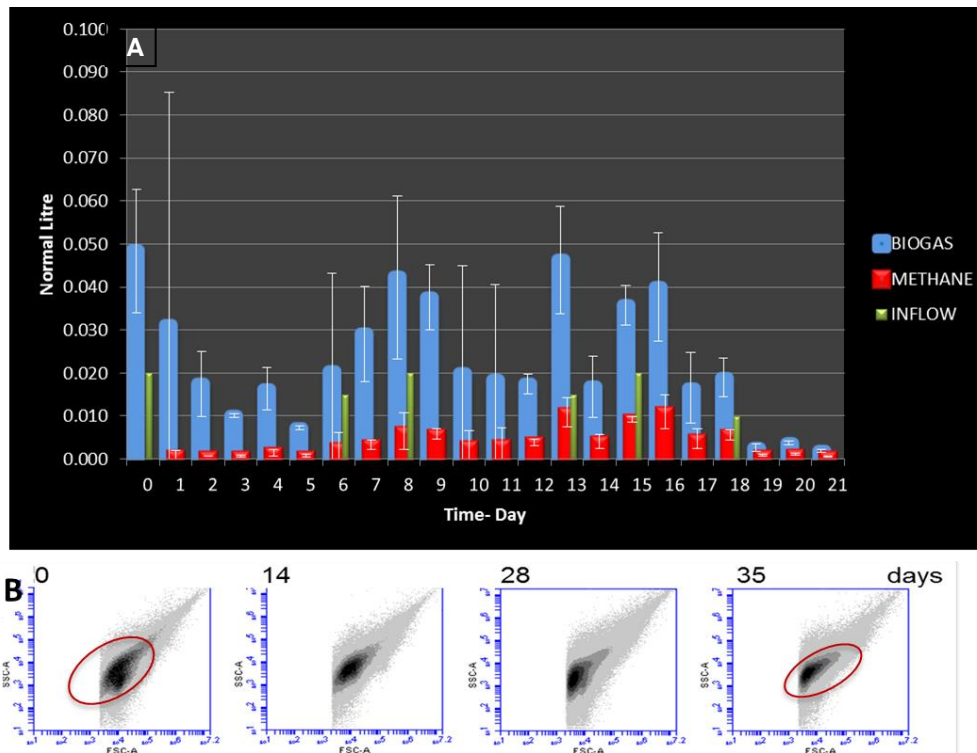 A
0.100
0.090
0.080
0.070
0.060
0.050
0.040
0.030
0.020
0.010
0.000
Normal Litre
0 1 2 3 4 5 6 7 8 9 10 11 12 13 14 15 16 17 18 19 20 21
Time- Day
BIOGAS
METHANE
INFLOW
B
0 14 28 35 days
SSC-A SSC-A SSC-A SSC-A
FSC-A FSC-A FSC-A FSC-A